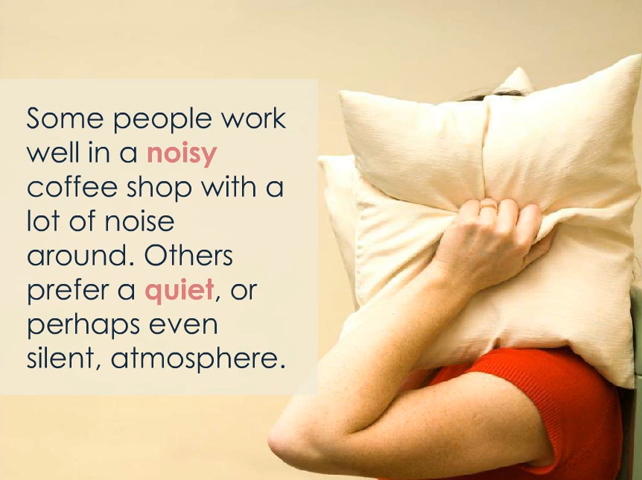 Some people work
well in a noisy
coffee shop with a
lot of noise
around. Others
prefer a quiet, or
perhaps even
silent, atmosphere.